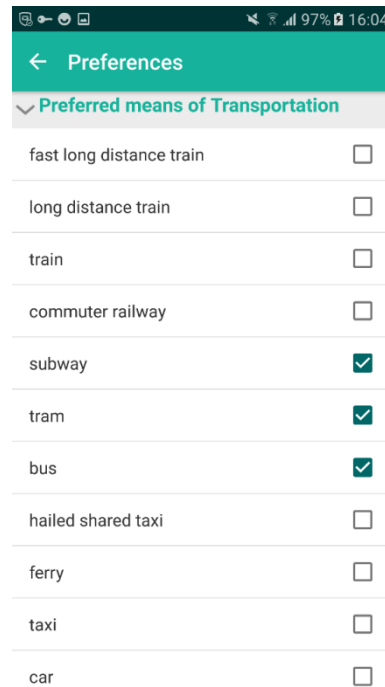 97% 16:04
Preferences
Preferred means of Transportation
fast long distance train
long distance train
train
commuter railway
subway
tram
bus
hailed shared taxi
ferry
taxi
car